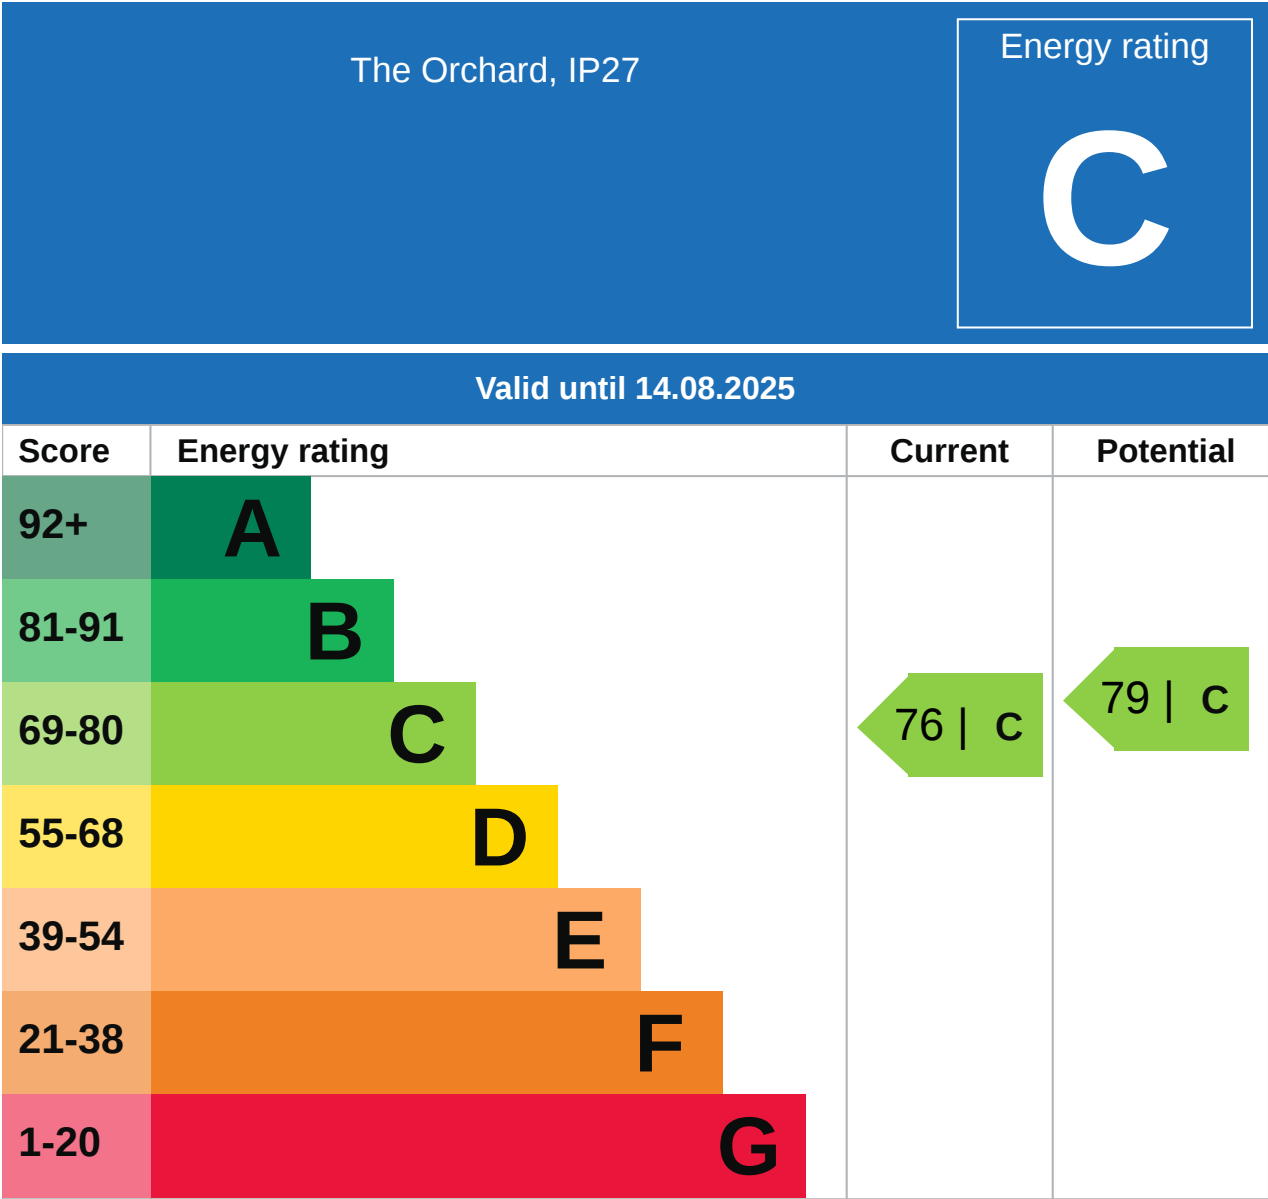 The Orchard, IP27
Energy rating
C
Valid until 14.08.2025
Score Energy rating Current Potential
92+ A
81-91 B
69-80 C 76 | C 79 | C
55-68 D
39-54 E
21-38 F
1-20 G